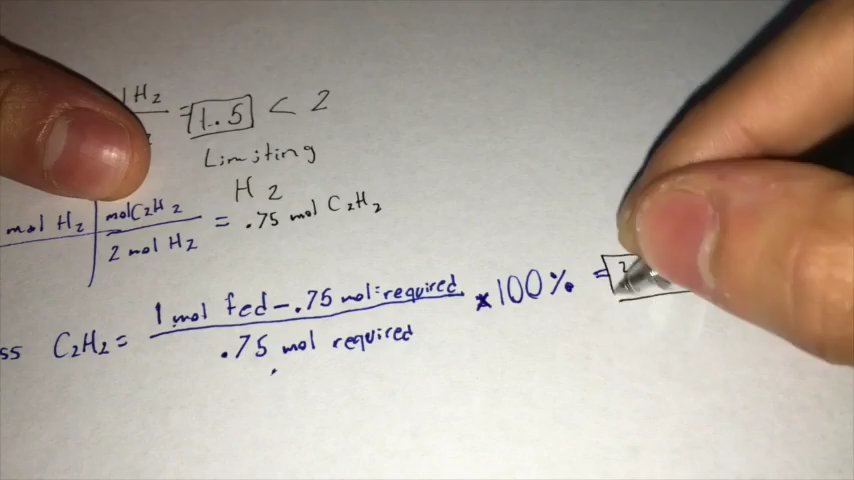 H₂
= 1.5 < 2
Limiting
H2
mol H₂ | mol C₂H₂
2 mol H₂
= .75 mol C₂H₂
ss C₂H₂ = 1 mol fed - .75 mol required
.75 mol required
× 100% =